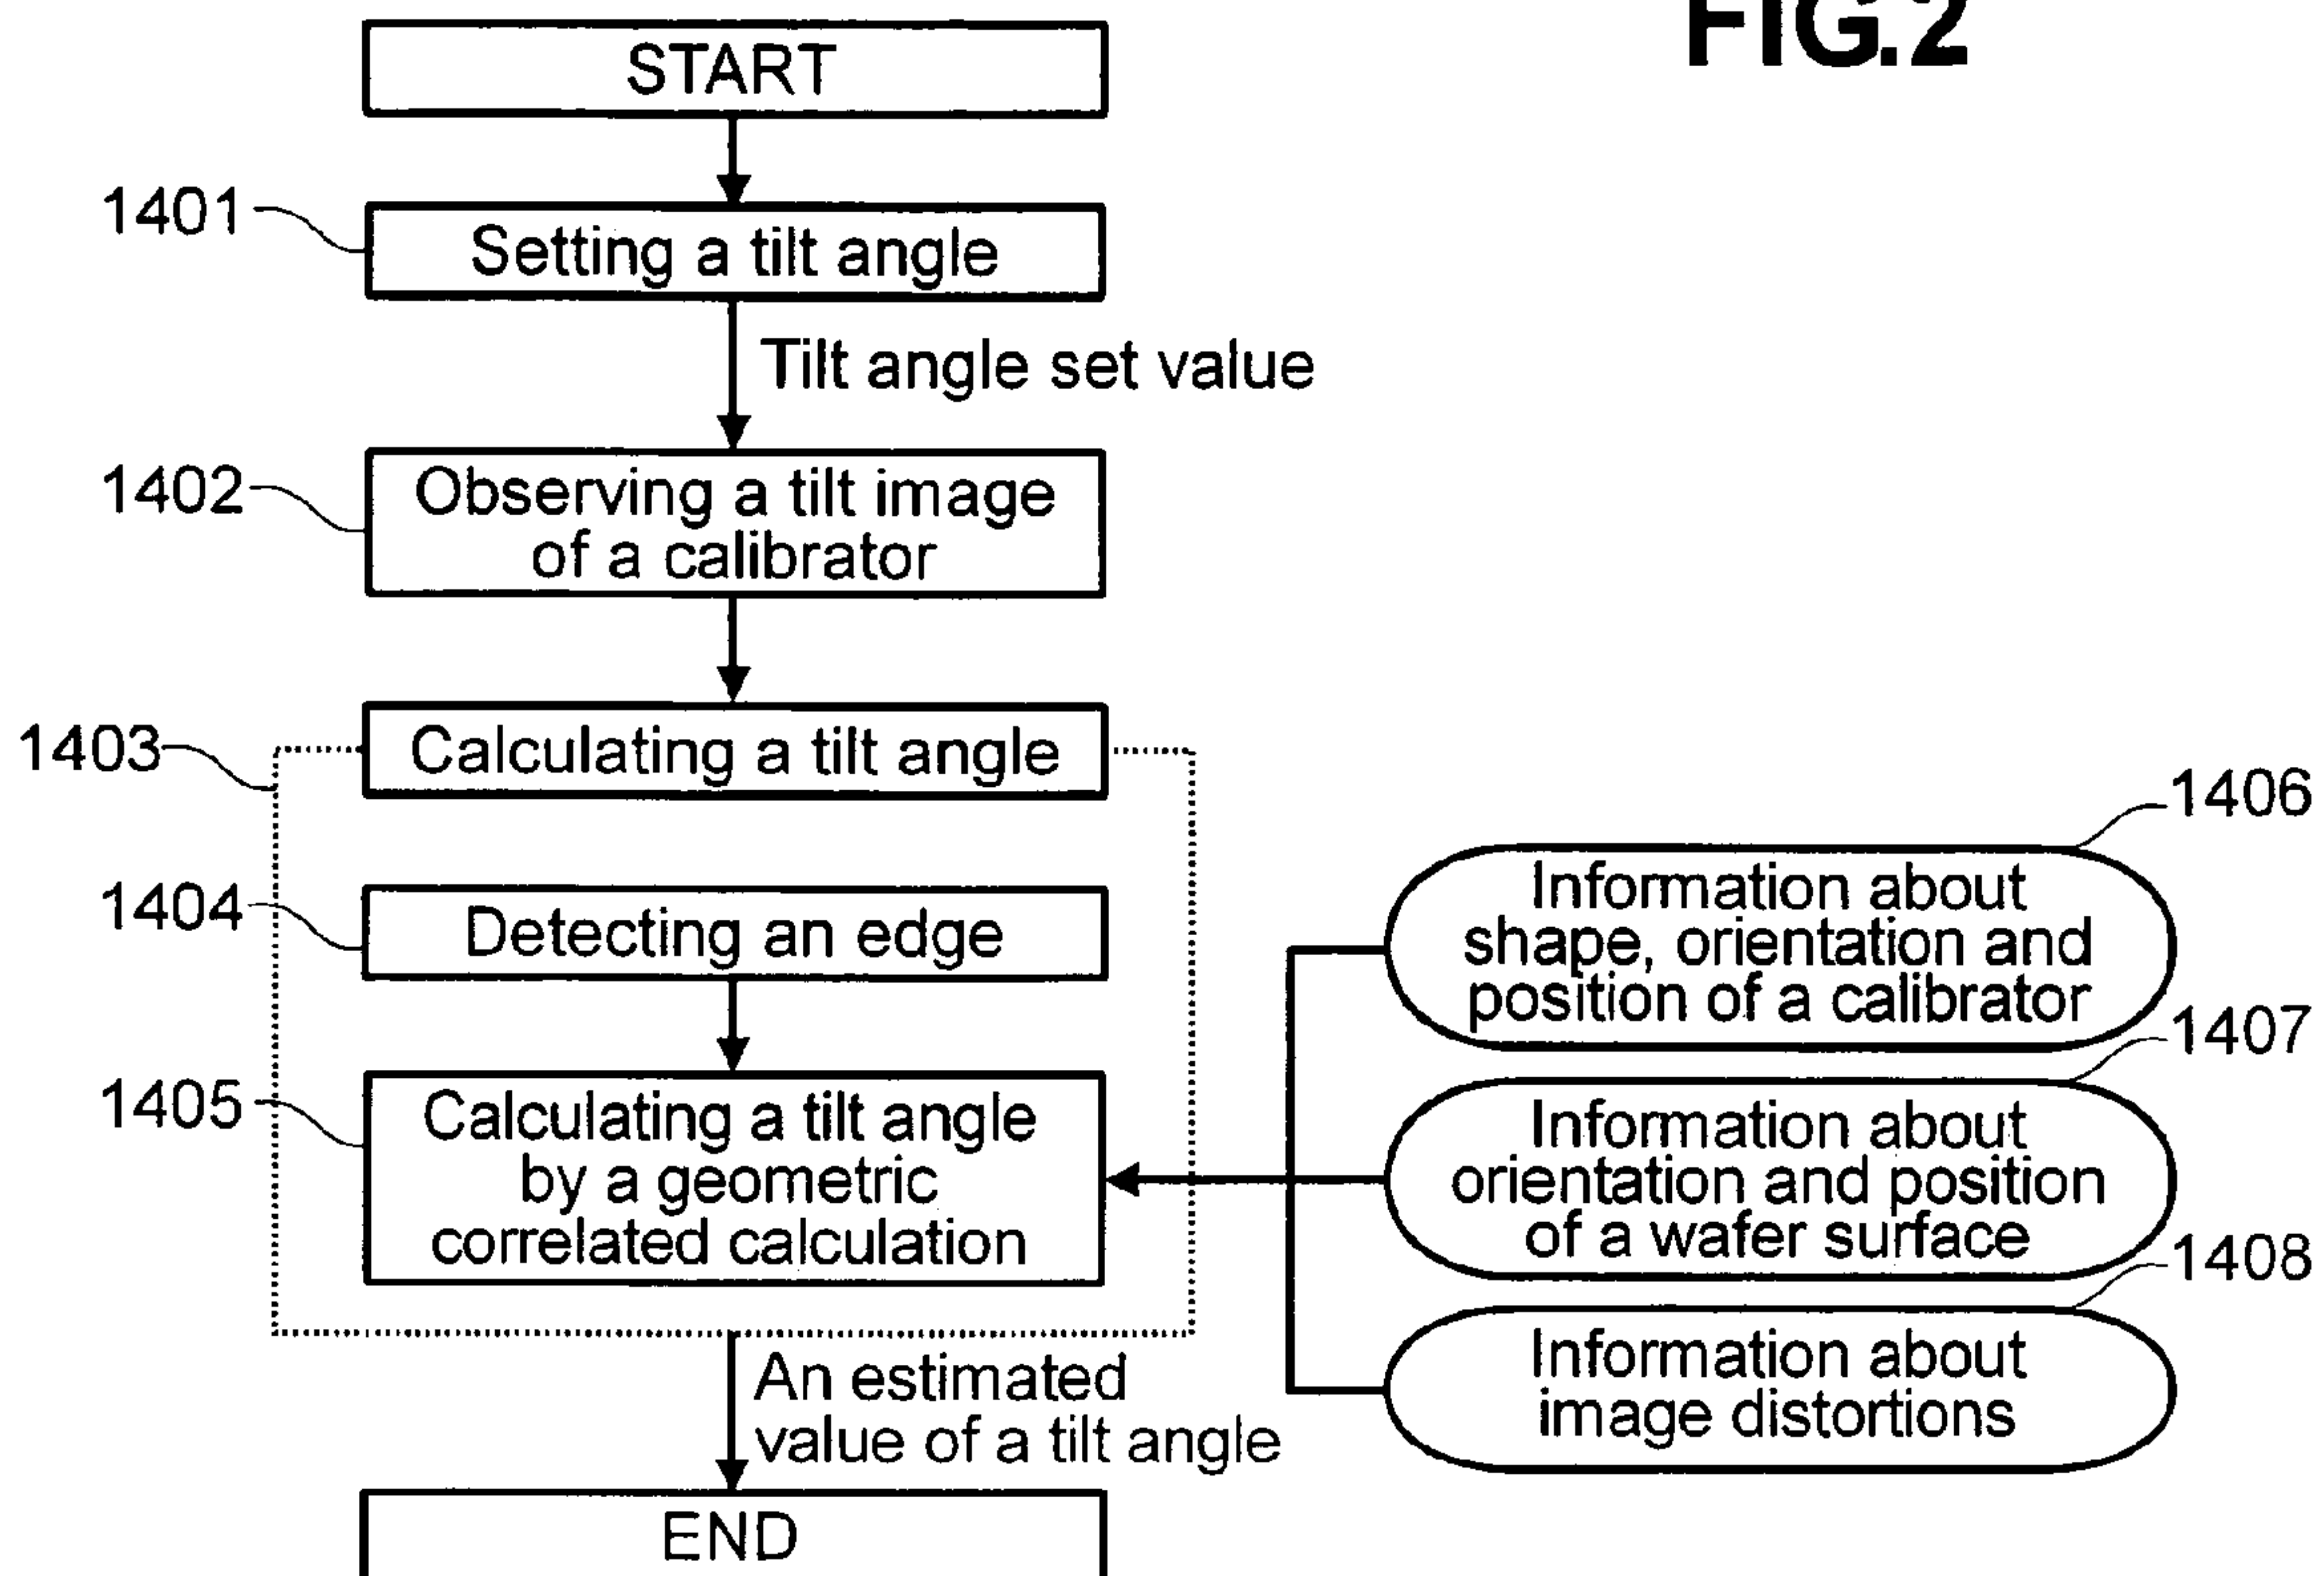 FIG.2
START
1401
Setting a tilt angle
Tilt angle set value
1402
Observing a tilt image
of a calibrator
1403
Calculating a tilt angle
1404
Detecting an edge
1405
Calculating a tilt angle
by a geometric
correlated calculation
1406
Information about
shape, orientation and
position of a calibrator
1407
Information about
orientation and position
of a wafer surface
1408
Information about
image distortions
An estimated
value of a tilt angle
END